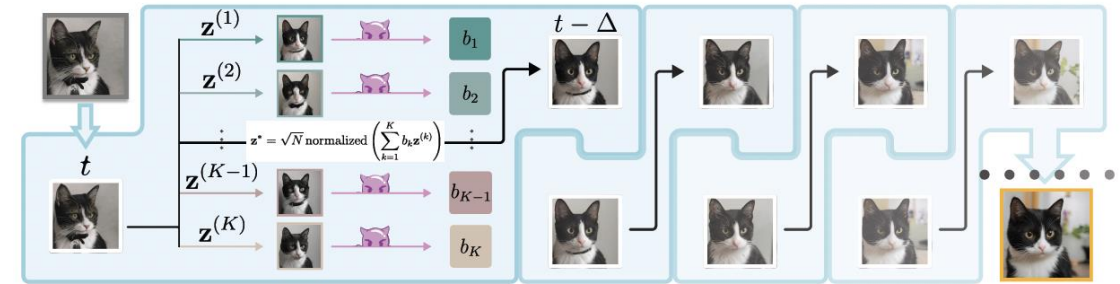 z^{(1)}
b_1
t − Δ
z^{(2)}
b_2
⋮ z* = √N normalized ( ∑_{k=1}^{K} b_k z^{(k)} ) ⋮
t
z^{(K−1)}
b_{K−1}
z^{(K)}
b_K